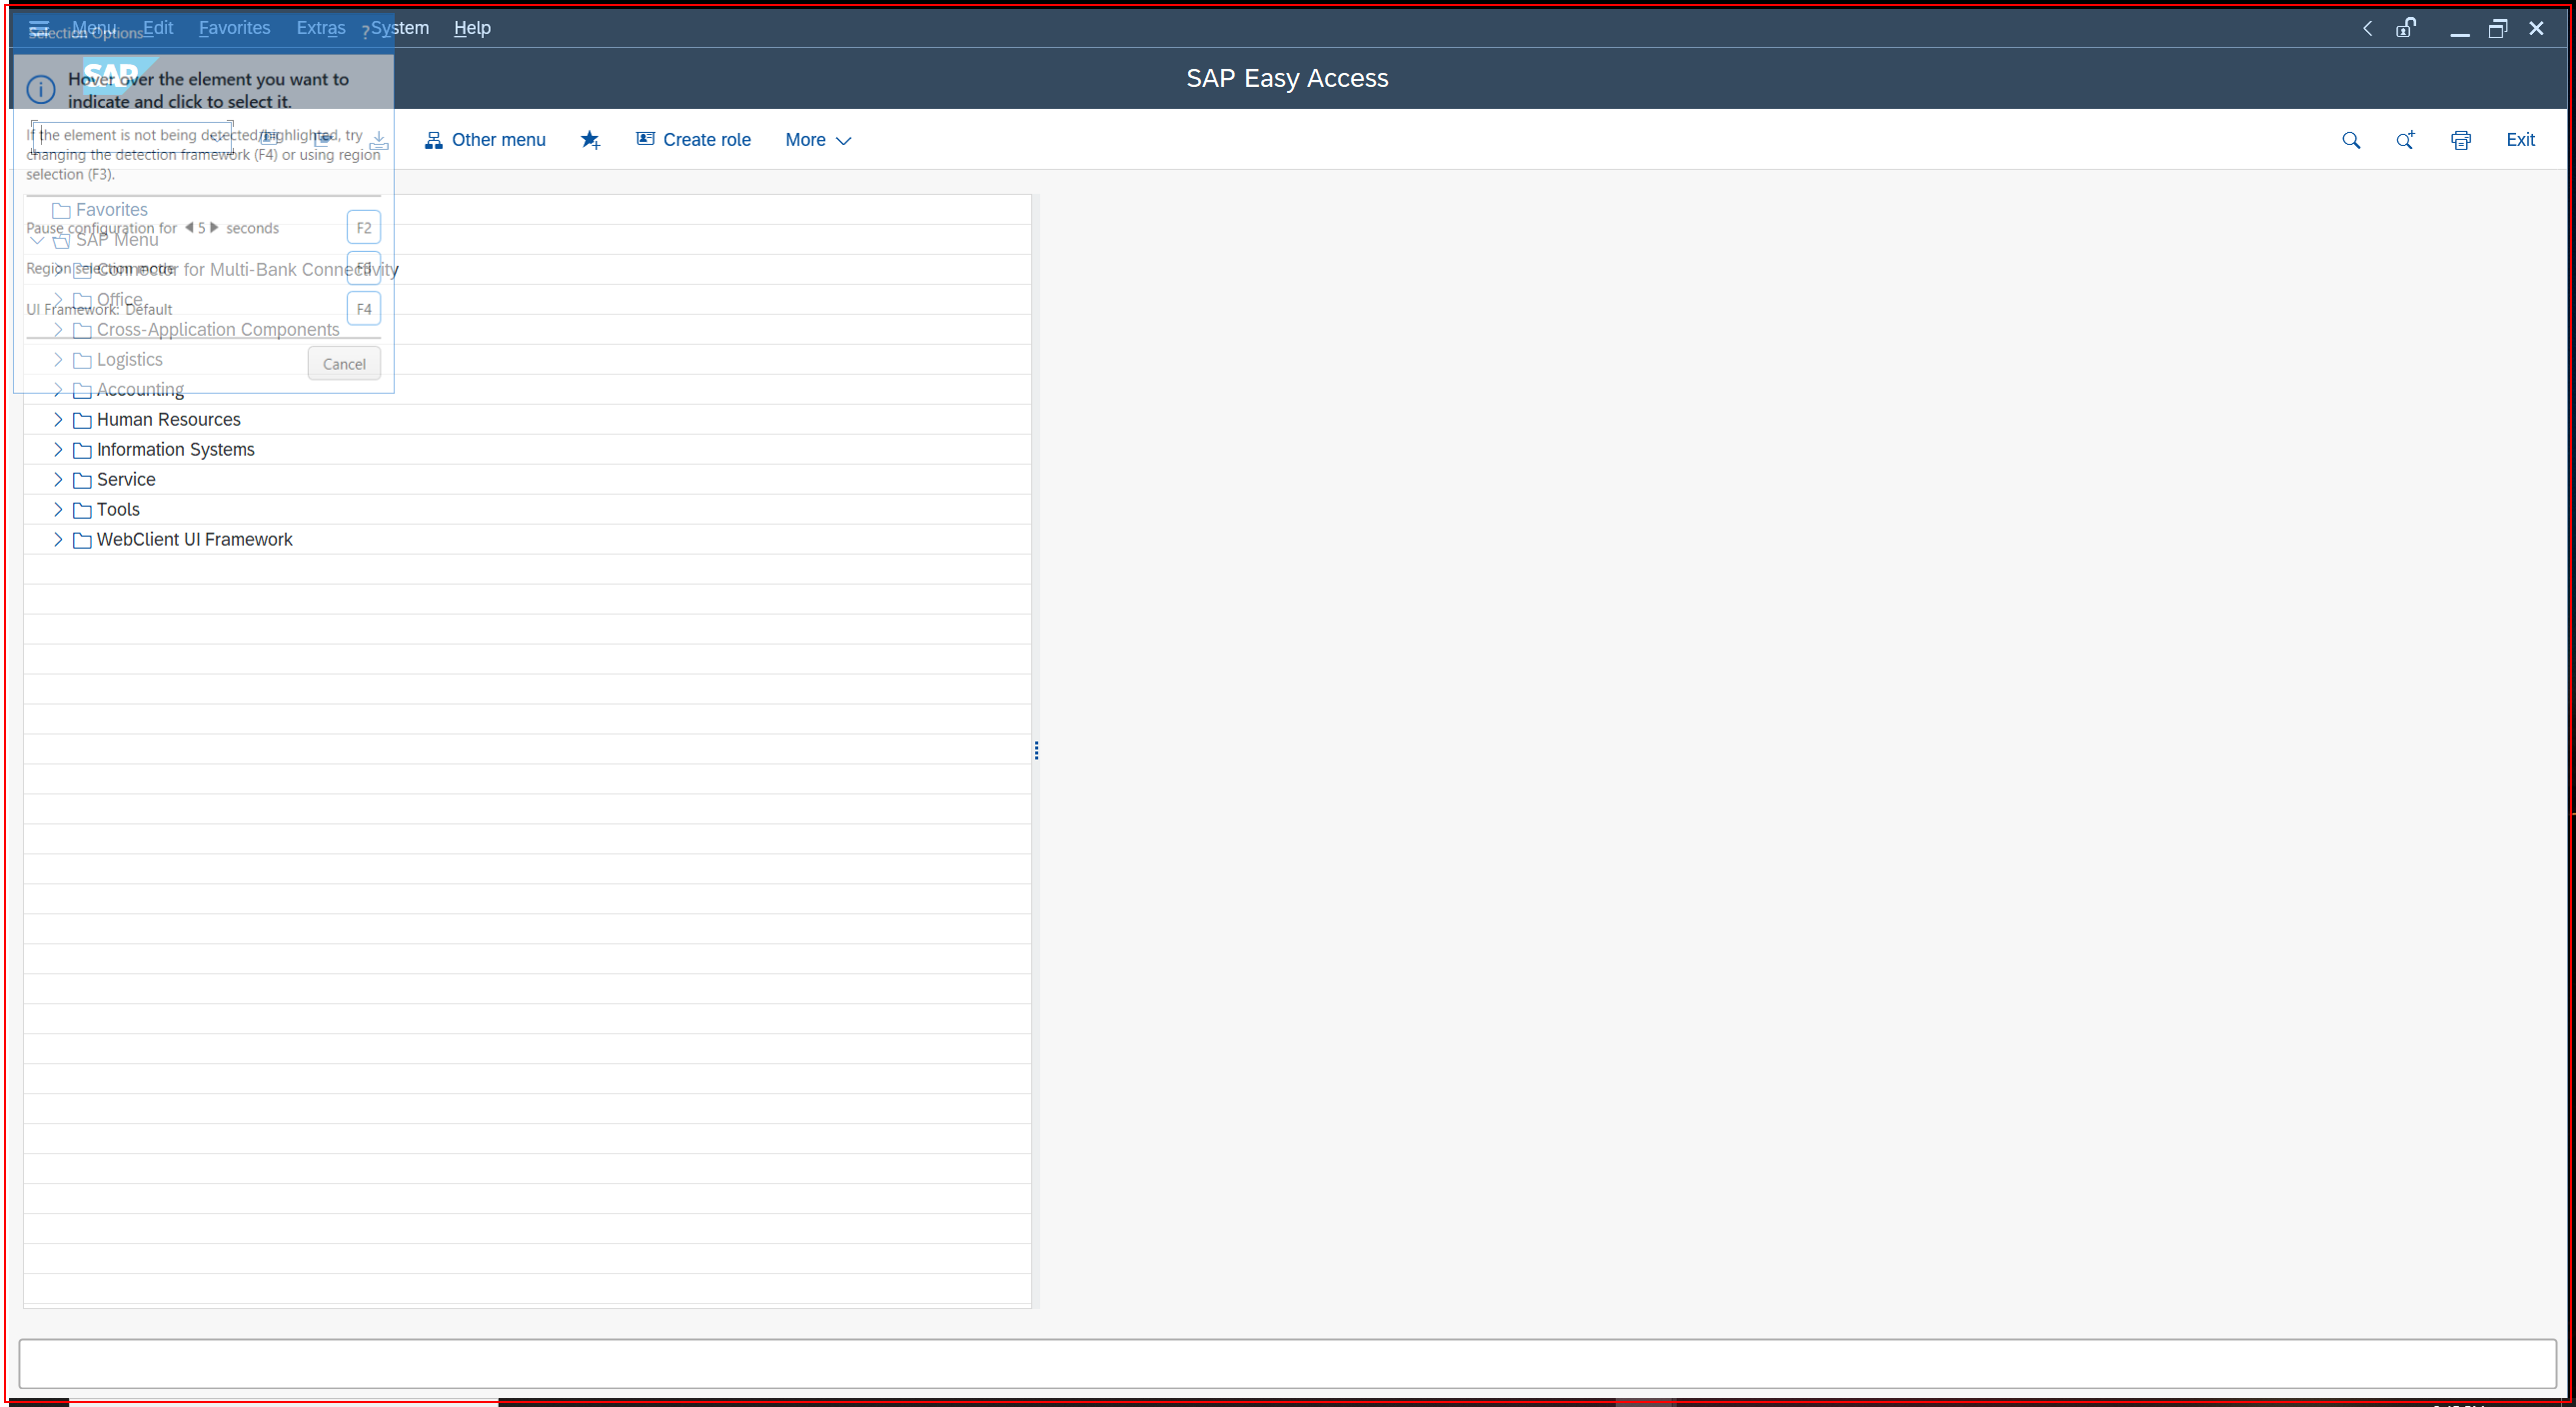 Menu Edit Favorites Extras System Help
Selection Options ?
SAP Easy Access
SAP
Hover over the element you want to
indicate and click to select it.
Other menu Create role More Exit
If the element is not being detected/highlighted, try
changing the detection framework (F4) or using region
selection (F3).
Favorites
Pause configuration for 5 seconds F2
SAP Menu
Region selection mode F3
Connector for Multi-Bank Connectivity
Office
UI Framework: Default F4
Cross-Application Components
Logistics
Cancel
Accounting
Human Resources
Information Systems
Service
Tools
WebClient UI Framework